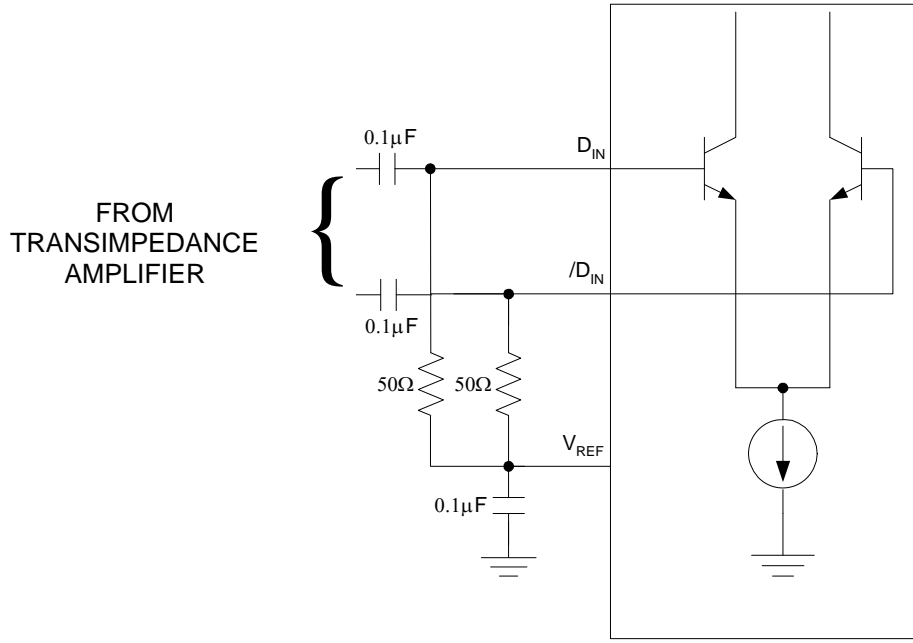 0.1µF
D_IN
FROM
TRANSIMPEDANCE
AMPLIFIER
/D_IN
0.1µF
50Ω
50Ω
V_REF
0.1µF